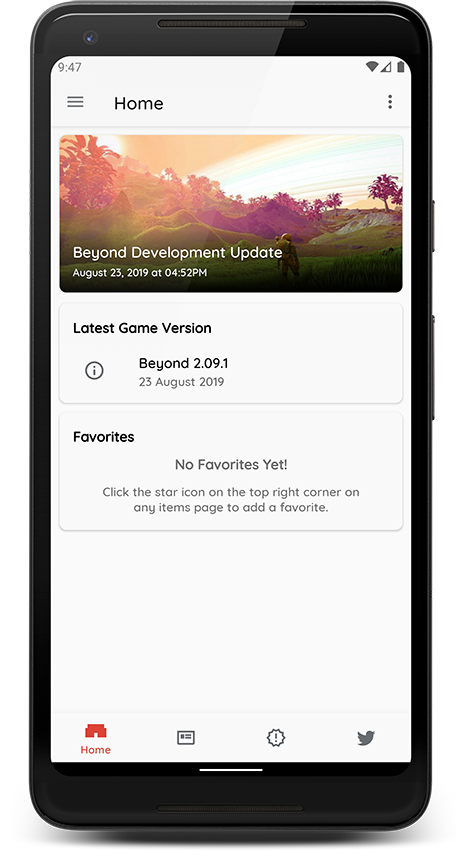 9:47
Home
Beyond Development Update
August 23, 2019 at 04:52PM
Latest Game Version
Beyond 2.09.1
23 August 2019
Favorites
No Favorites Yet!
Click the star icon on the top right corner on
any items page to add a favorite.
Home